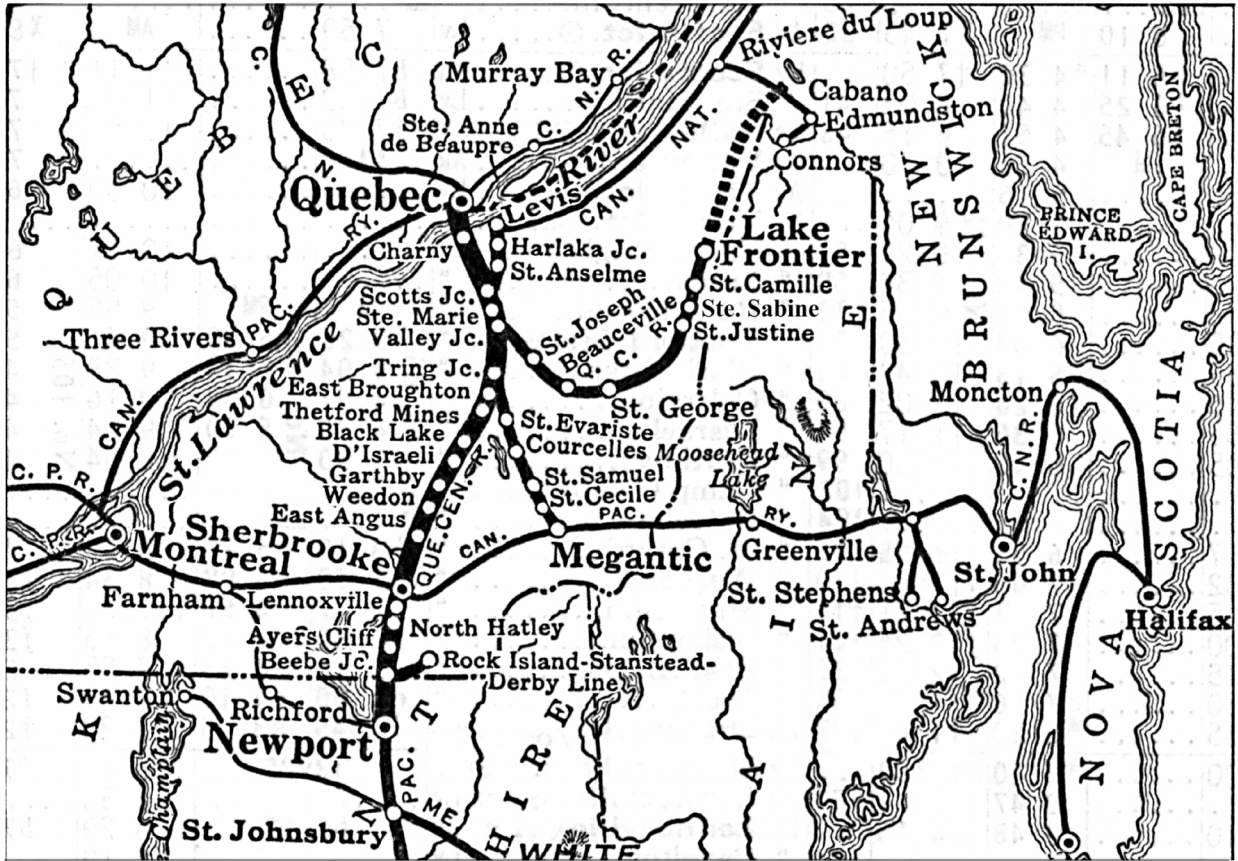 Riviere du Loup
C.
E
C
Murray Bay
N. R.
Cabano
Edmundston
Connors
Ste. Anne
de Beaupre
C.
River
NAT.
CAN.
Q U E B
N.
Quebec
Levis
RY.
PAC.
CAN.
Charny
Harlaka Jc.
St. Anselme
Lake
Frontier
St. Camille
Ste. Sabine
St. Justine
Scotts Jc.
Ste. Marie
Valley Jc.
St. Joseph
Beauceville
Q. C. R.
St. George
Three Rivers
St. Lawrence
Tring Jc.
East Broughton
Thetford Mines
Black Lake
D'Israeli
Garthby
Weedon
East Angus
St. Evariste
Courcelles
St. Samuel
St. Cecile
Moosehead
Lake
QUE. CEN. R.
C. P. R.
C. P. R.
Montreal
Sherbrooke
CAN.
PAC.
RY.
Megantic
Greenville
Farnham
Lennoxville
North Hatley
Ayers Cliff
Beebe Jc.
Rock Island-Stanstead-
Derby Line
Swanton
Richford
Newport
Champlain
St. Johnsbury
PAC.
ME
K
N
T
H I R E
WHITE
M A I N E
NEW
BRUNSWICK
PRINCE
EDWARD
I.
CAPE BRETON
Moncton
C. N. R.
St. John
St. Stephens
St. Andrews
Halifax
NOVA
SCOTIA